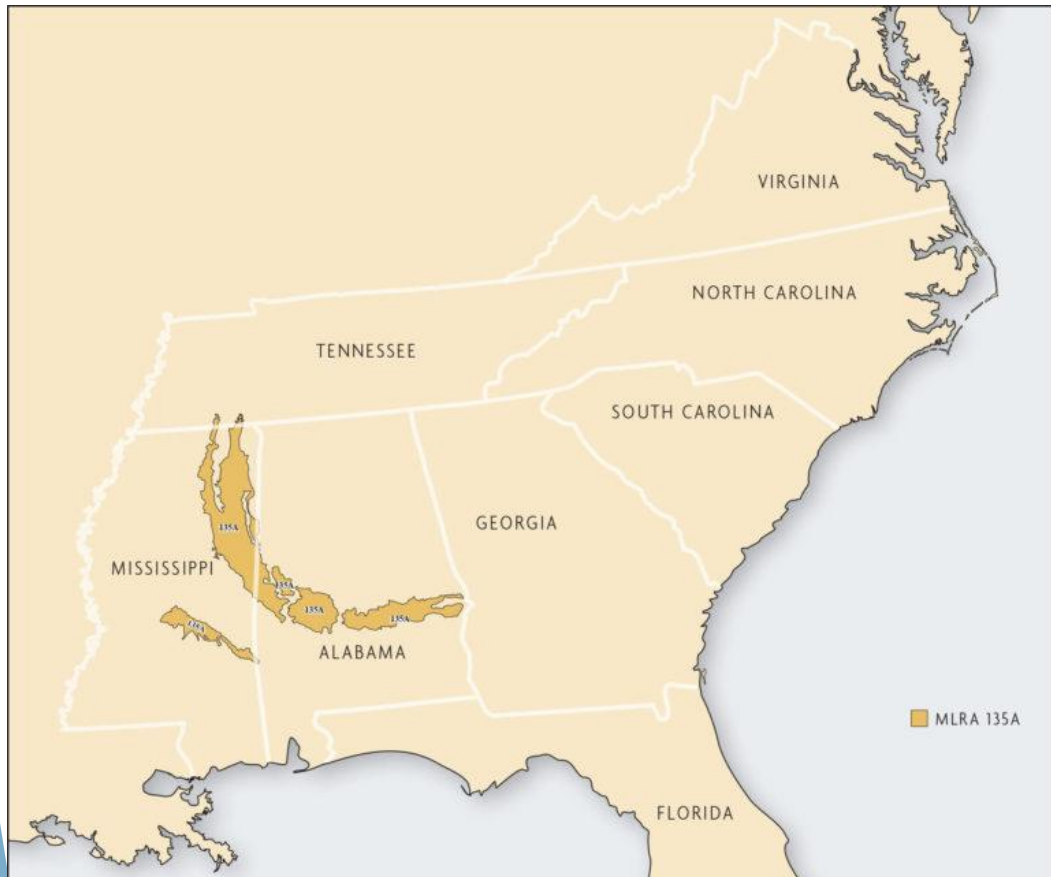 VIRGINIA
NORTH CAROLINA
TENNESSEE
SOUTH CAROLINA
GEORGIA
135A
MISSISSIPPI
135A
135A
135A
135A
ALABAMA
MLRA 135A
FLORIDA